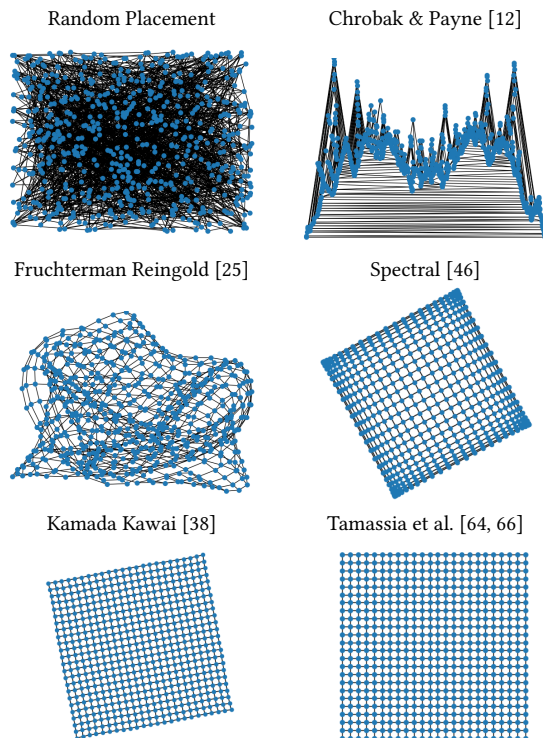 Random Placement
Chrobak & Payne [12]
Fruchterman Reingold [25]
Spectral [46]
Kamada Kawai [38]
Tamassia et al. [64, 66]